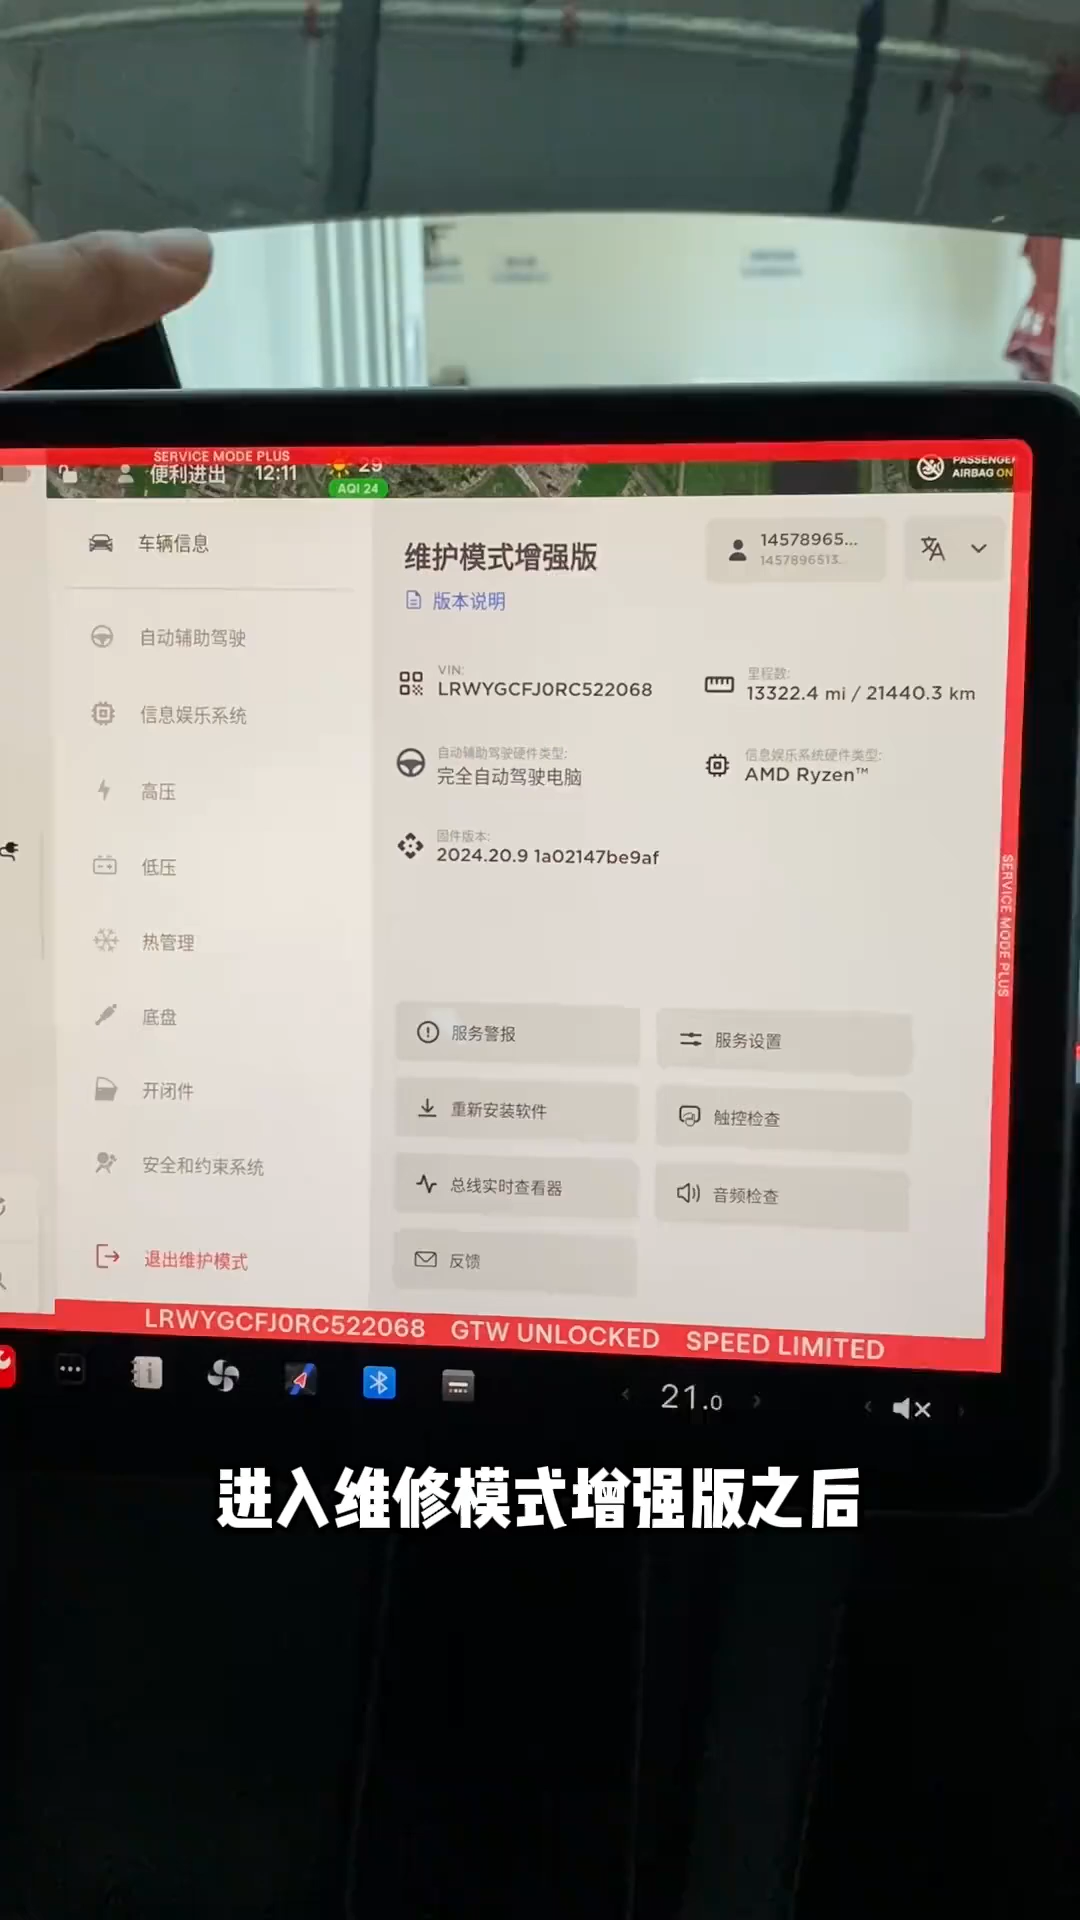 SERVICE MODE PLUS
便利进出
12:11
29
AQI 24
PASSENGER
AIRBAG ON
车辆信息
自动辅助驾驶
信息娱乐系统
高压
低压
热管理
底盘
开闭件
安全和约束系统
退出维护模式
维护模式增强版
版本说明
14578965...
1457896513...
VIN:
LRWYGCFJ0RC522068
里程数:
13322.4 mi / 21440.3 km
自动辅助驾驶硬件类型:
完全自动驾驶电脑
信息娱乐系统硬件类型:
AMD Ryzen™
固件版本:
2024.20.9 1a02147be9af
服务警报
服务设置
重新安装软件
触控检查
总线实时查看器
音频检查
反馈
SERVICE MODE PLUS
LRWYGCFJ0RC522068 GTW UNLOCKED SPEED LIMITED
21.0
进入维修模式增强版之后